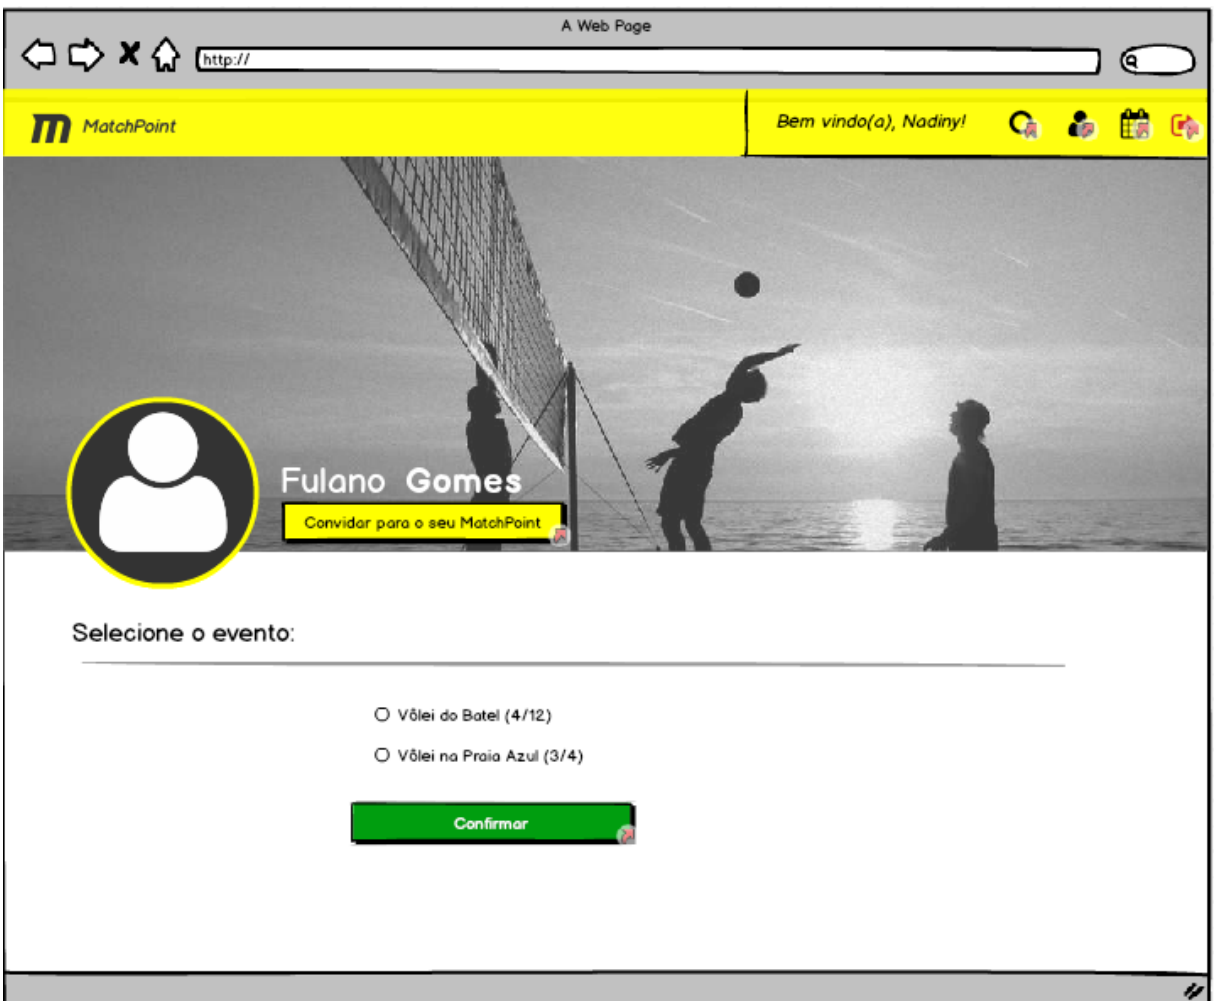 A Web Page
http://
m MatchPoint
Bem vindo(a), Nadiny!
Fulano Gomes
Convidar para o seu MatchPoint
Selecione o evento:
Vôlei do Batel (4/12)
Vôlei na Praia Azul (3/4)
Confirmar